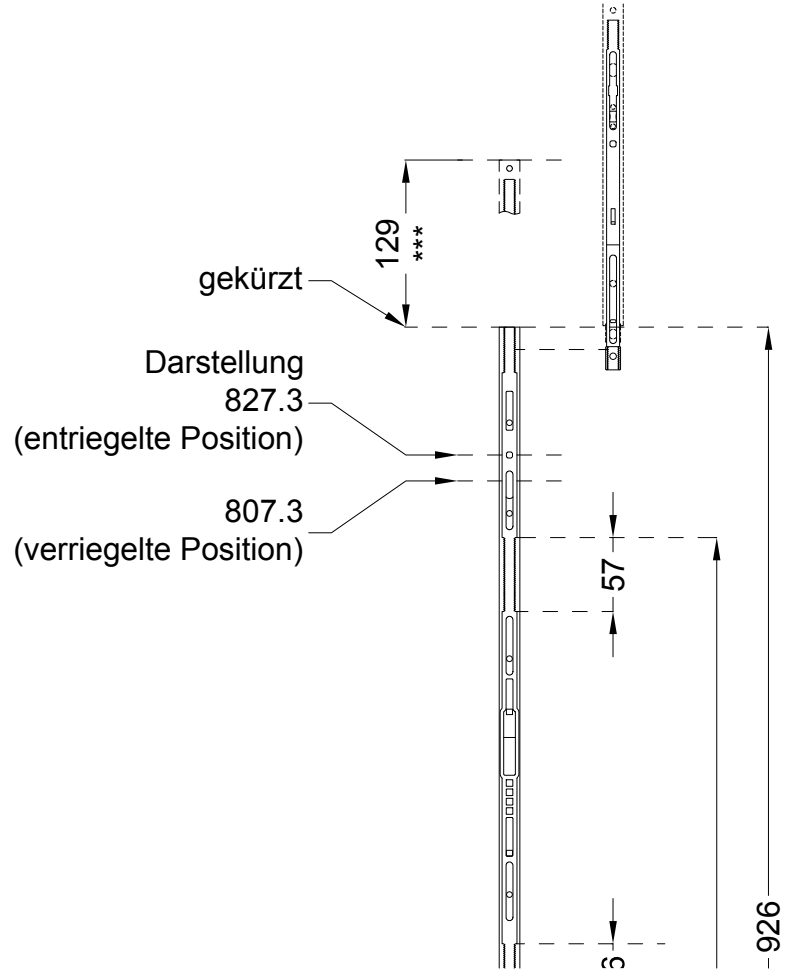 129
***
gekürzt
Darstellung
827.3
(entriegelte Position)
807.3
(verriegelte Position)
57
926